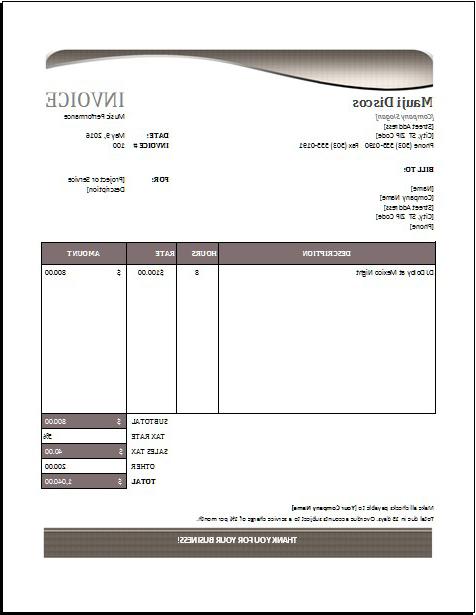 Mauji Discos INVOICE
[Company Slogan] Music Performance
[Street Address]
[City, ST ZIP Code] DATE: May, 9, 2016
Phone (503) 555-0190 Fax (503) 555-0191 INVOICE # 100
BILL TO: FOR: [Project or Service
[Name] Description]
[Company Name]
[Street Address]
[City, ST ZIP Code]
[Phone]
DESCRIPTION HOURS RATE AMOUNT
DJ Dolby at Mexico Night 8 $100.00 $ 800.00
SUBTOTAL $ 800.00
TAX RATE 5%
SALES TAX $ 40.00
OTHER 200.00
TOTAL $ 1,040.00
Make all checks payable to [Your Company Name]
Total due in 15 days. Overdue accounts subject to a service charge of 1% per month.
THANK YOU FOR YOUR BUSINESS!